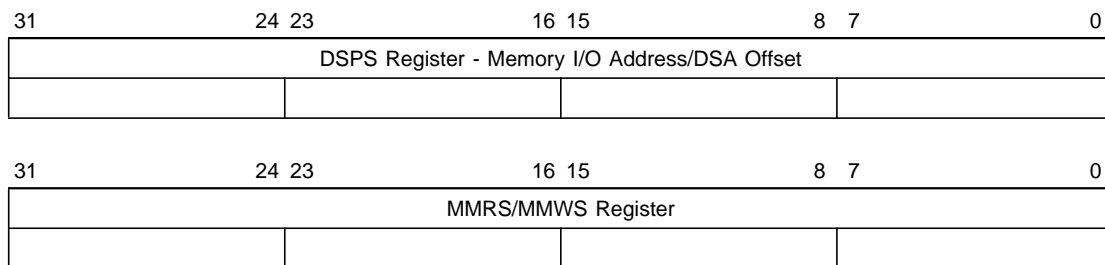 31 24 23 16 15 8 7 0
DSPS Register - Memory I/O Address/DSA Offset
31 24 23 16 15 8 7 0
MMRS/MMWS Register